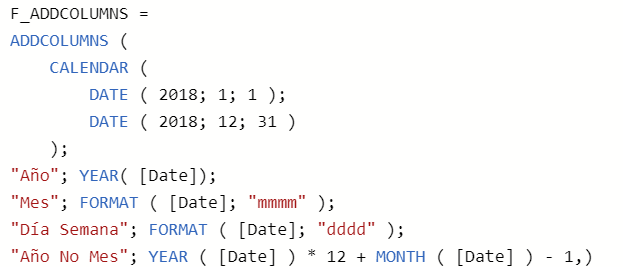 F_ADDCOLUMNS =
ADDCOLUMNS (
    CALENDAR (
        DATE ( 2018; 1; 1 );
        DATE ( 2018; 12; 31 )
    );
"Año"; YEAR( [Date]);
"Mes"; FORMAT ( [Date]; "mmmm" );
"Día Semana"; FORMAT ( [Date]; "dddd" );
"Año No Mes"; YEAR ( [Date] ) * 12 + MONTH ( [Date] ) - 1,)